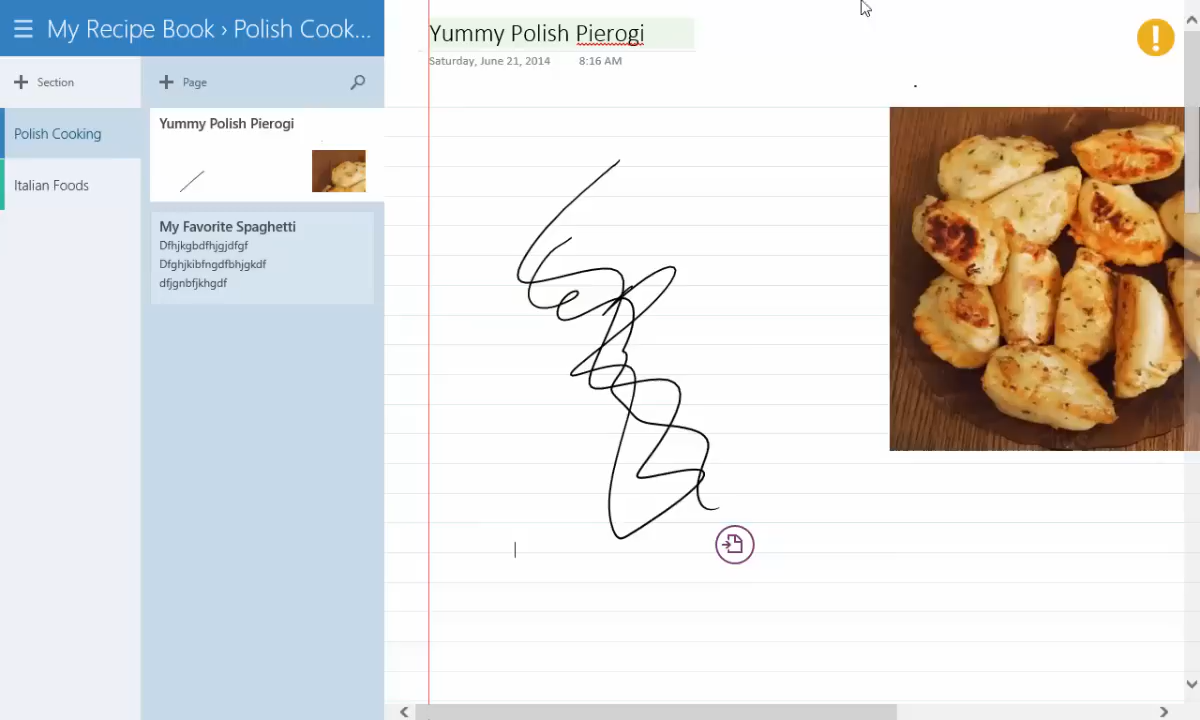 My Recipe Book › Polish Cook...
Section
Page
Polish Cooking
Italian Foods
Yummy Polish Pierogi
My Favorite Spaghetti
Dfhjkgbdfhjgjdfgf
Dfghjkibfngdfbhjgkdf
dfjgnbfjkhgdf
Yummy Polish Pierogi
Saturday, June 21, 2014 8:16 AM